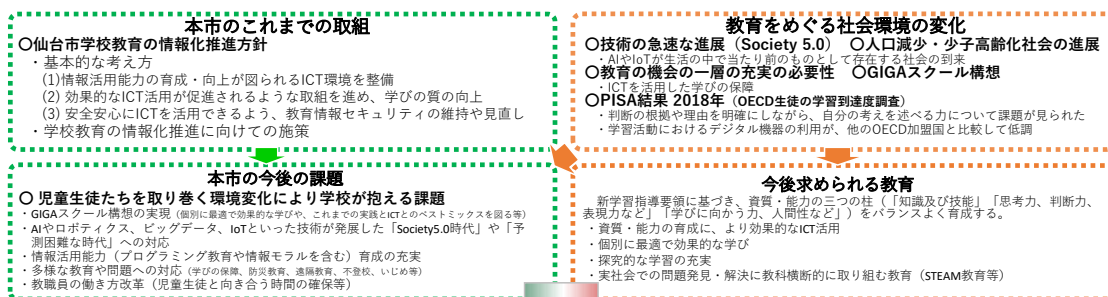 本市のこれまでの取組
〇仙台市学校教育の情報化推進方針
・基本的な考え方
(1)情報活用能力の育成・向上が図られるICT環境を整備
(2) 効果的なICT活用が促進されるような取組を進め、学びの質の向上
(3) 安全安心にICTを活用できるよう、教育情報セキュリティの維持や見直し
・学校教育の情報化推進に向けての施策
教育をめぐる社会環境の変化
〇技術の急速な進展（Society 5.0） 〇人口減少・少子高齢化社会の進展
・AIやIoTが生活の中で当たり前のものとして存在する社会の到来
〇教育の機会の一層の充実の必要性 〇GIGAスクール構想
・ICTを活用した学びの保障
〇PISA結果 2018年（OECD生徒の学習到達度調査）
・判断の根拠や理由を明確にしながら、自分の考えを述べる力について課題が見られた
・学習活動におけるデジタル機器の利用が、他のOECD加盟国と比較して低調
本市の今後の課題
〇 児童生徒たちを取り巻く環境変化により学校が抱える課題
・GIGAスクール構想の実現（個別に最適で効果的な学びや、これまでの実践とICTとのベストミックスを図る等）
・AIやロボティクス、ビッグデータ、IoTといった技術が発展した「Society5.0時代」や「予
測困難な時代」への対応
・情報活用能力（プログラミング教育や情報モラルを含む）育成の充実
・多様な教育や問題への対応（学びの保障、防災教育、遠隔教育、不登校、いじめ等）
・教職員の働き方改革（児童生徒と向き合う時間の確保等）
今後求められる教育
新学習指導要領に基づき、資質・能力の三つの柱（「知識及び技能」「思考力、判断力、
表現力など」「学びに向かう力、人間性など」）をバランスよく育成する。
・資質・能力の育成に、より効果的なICT活用
・個別に最適で効果的な学び
・探究的な学習の充実
・実社会での問題発見・解決に教科横断的に取り組む教育（STEAM教育等）